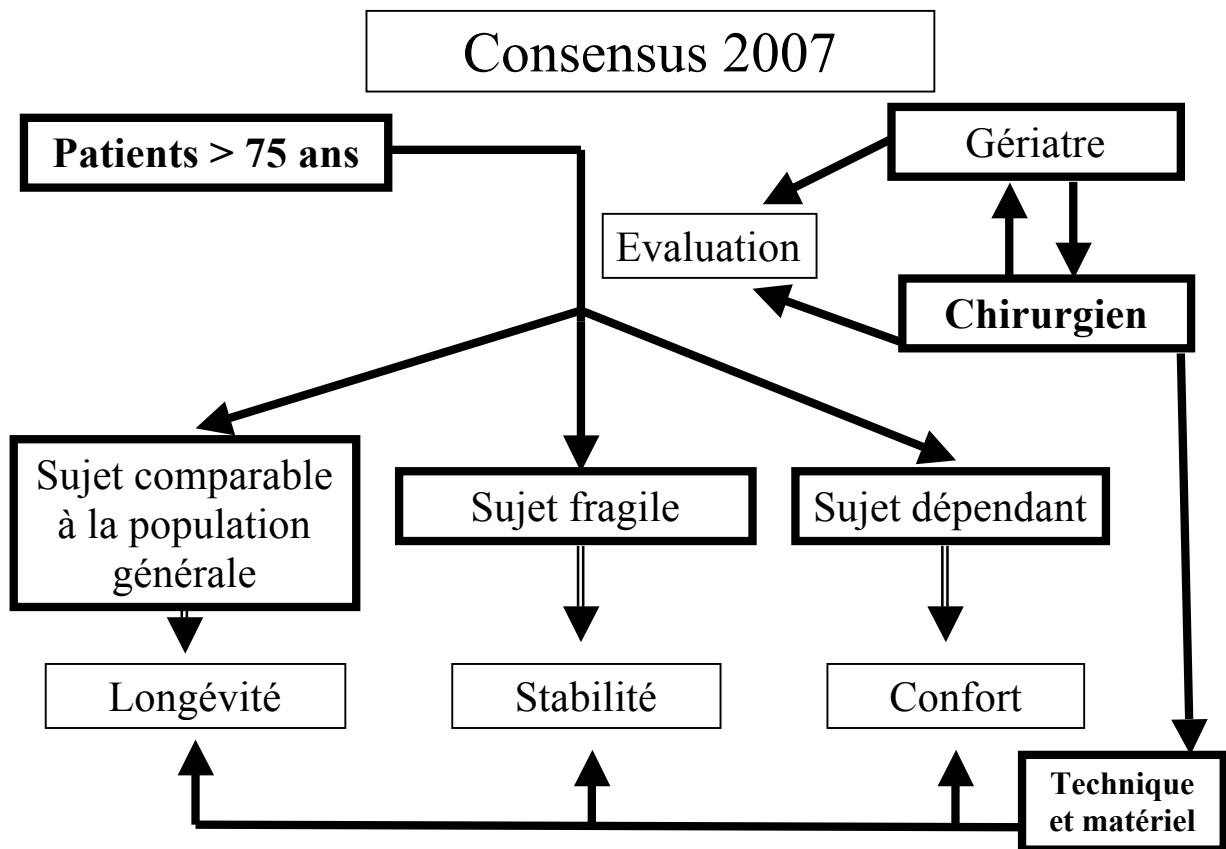 Consensus 2007
Patients > 75 ans
Gériatre
Evaluation
Chirurgien
Sujet comparable
à la population
générale
Sujet fragile
Sujet dépendant
Longévité
Stabilité
Confort
Technique
et matériel